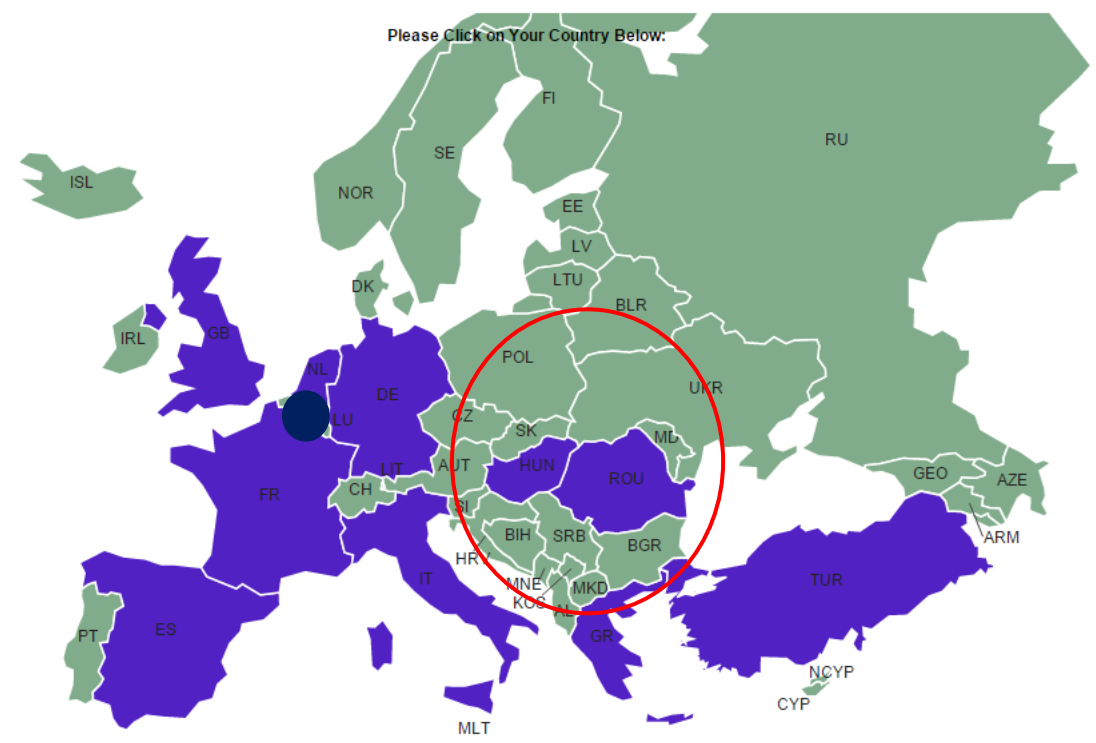 Please Click on Your Country Below:
FI
RU
SE
ISL
NOR
EE
LV
LTU
DK
BLR
GB
IRL
POL
NL
DE
UKR
CZ
LU
SK
MD
LIT
AUT
HUN
GEO
ROU
AZE
CH
FR
SI
BIH
SRB
ARM
BGR
HRV
IT
MNE
TUR
MKD
KOS
AL
ES
PT
GR
NCYP
CYP
MLT